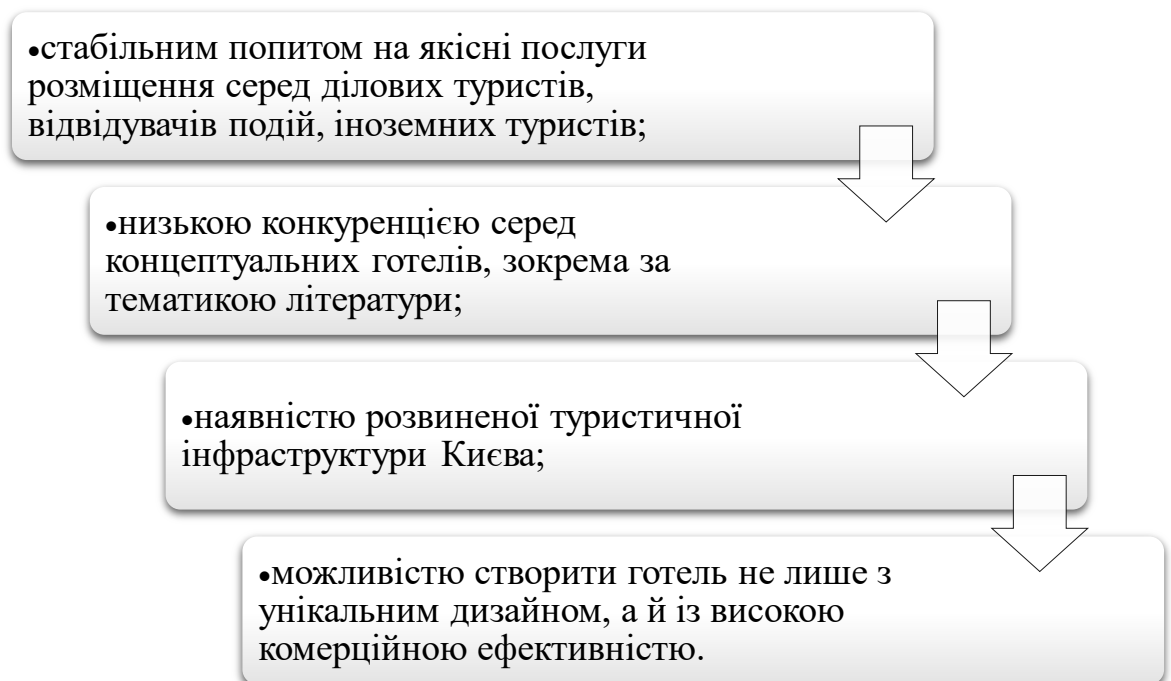 •стабільним попитом на якісні послуги
розміщення серед ділових туристів,
відвідувачів подій, іноземних туристів;
•низькою конкуренцією серед
концептуальних готелів, зокрема за
тематикою літератури;
•наявністю розвиненої туристичної
інфраструктури Києва;
•можливістю створити готель не лише з
унікальним дизайном, а й із високою
комерційною ефективністю.